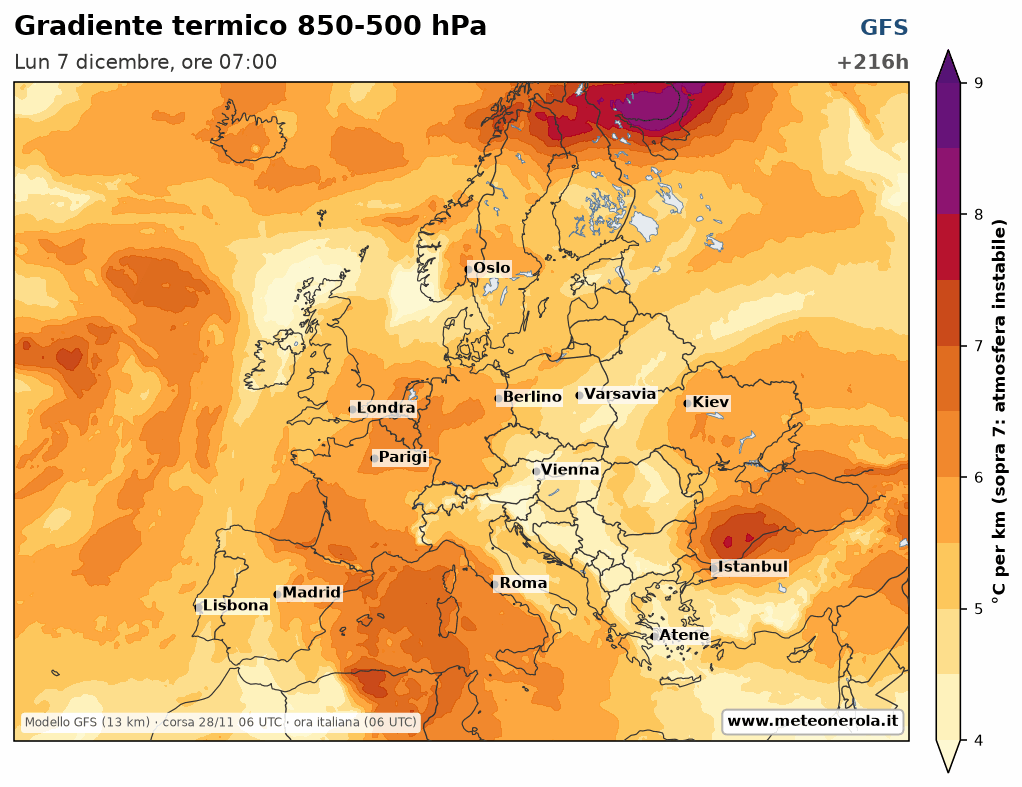 Gradiente termico 850-500 hPa
GFS
Lun 7 dicembre, ore 07:00
+216h
Oslo
Londra
Berlino
Varsavia
Kiev
Parigi
Vienna
Istanbul
Roma
Madrid
Lisbona
Atene
Modello GFS (13 km) · corsa 28/11 06 UTC · ora italiana (06 UTC)
www.meteonerola.it
9
8
7
6
5
4
°C per km (sopra 7: atmosfera instabile)